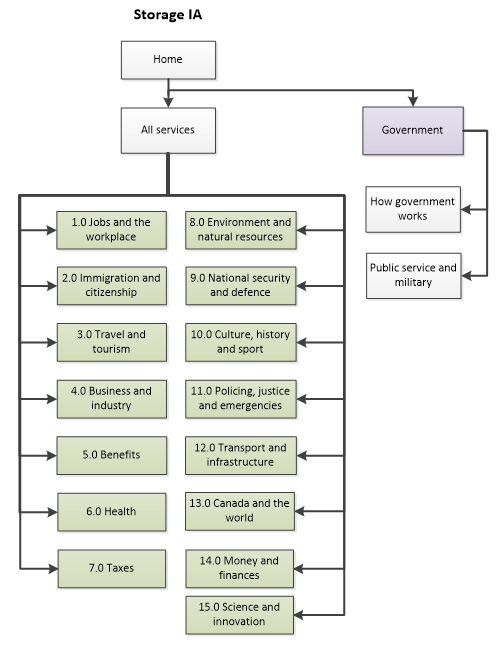 Storage IA
Home
All services
Government
How government
works
Public service and
military
1.0 Jobs and the
workplace
2.0 Immigration and
citizenship
3.0 Travel and
tourism
4.0 Business and
industry
5.0 Benefits
6.0 Health
7.0 Taxes
8.0 Environment and
natural resources
9.0 National security
and defence
10.0 Culture, history
and sport
11.0 Policing, justice
and emergencies
12.0 Transport and
infrastructure
13.0 Canada and the
world
14.0 Money and
finances
15.0 Science and
innovation